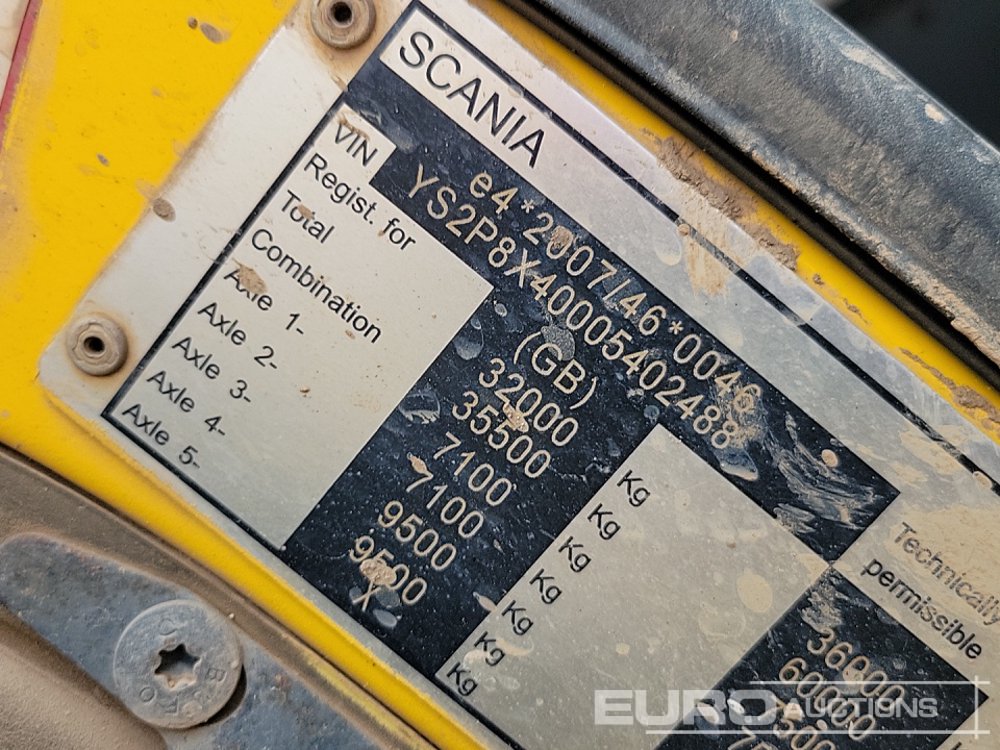 SCANIA
e4*2007/46*0046
VIN YS2P8X40005402488
Regist. for (GB)
Total 32000 Kg
Combination 35500 Kg
Axle 1- 7100 Kg
Axle 2- 7100 Kg
Axle 3- 9500 Kg
Axle 4- 9500 Kg
Axle 5- X Kg
Technically
permissible
36000
60000
EURO AUCTIONS